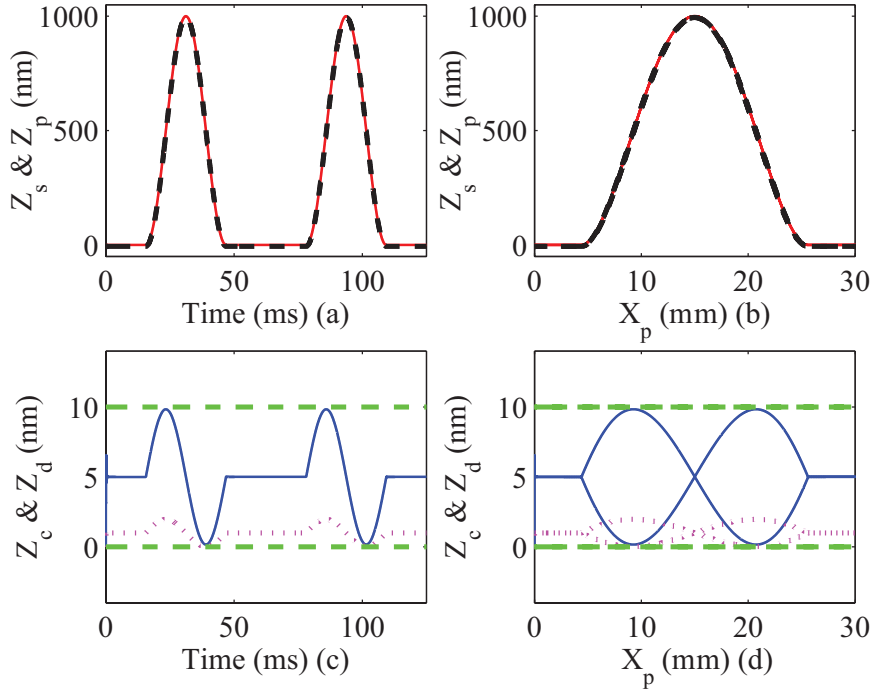 1000
500
0
Z_s & Z_p (nm)
0 50 100
Time (ms) (a)
1000
500
0
Z_s & Z_p (nm)
0 10 20 30
X_p (mm) (b)
10
5
0
Z_c & Z_d (nm)
0 50 100
Time (ms) (c)
10
5
0
Z_c & Z_d (nm)
0 10 20 30
X_p (mm) (d)